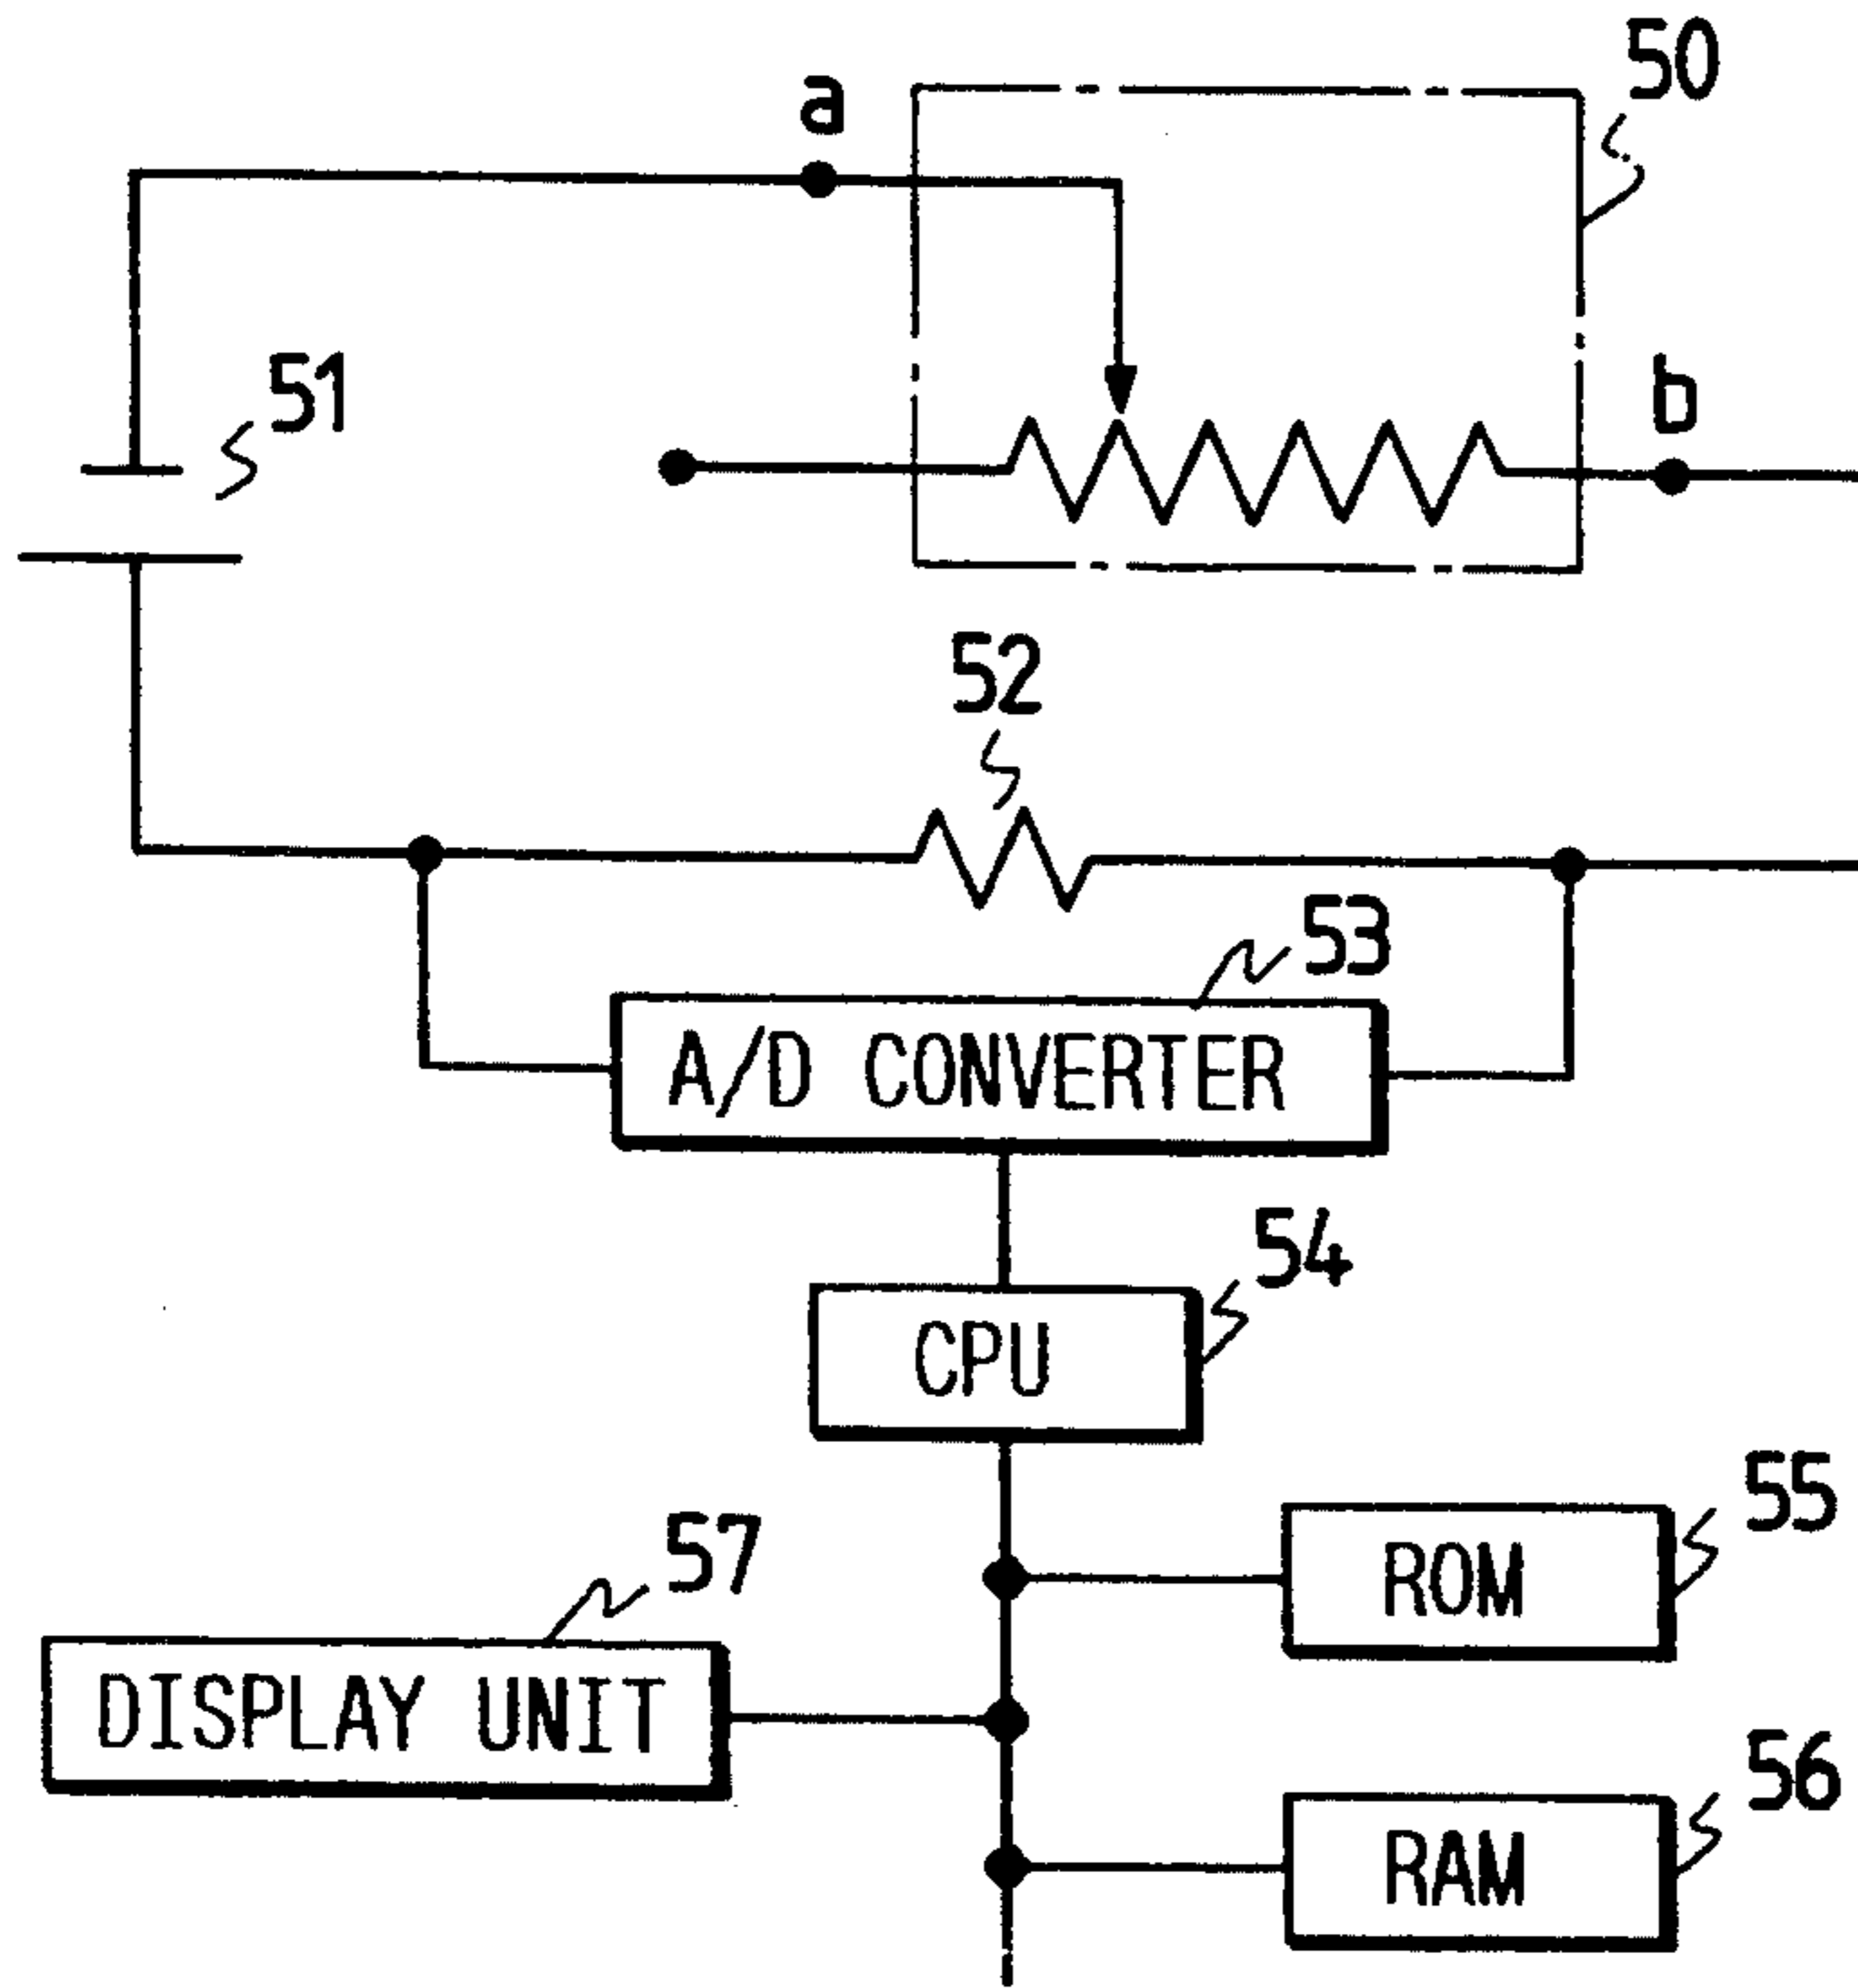 50
a
51
b
52
53
A/D CONVERTER
54
CPU
55
57
ROM
DISPLAY UNIT
56
RAM